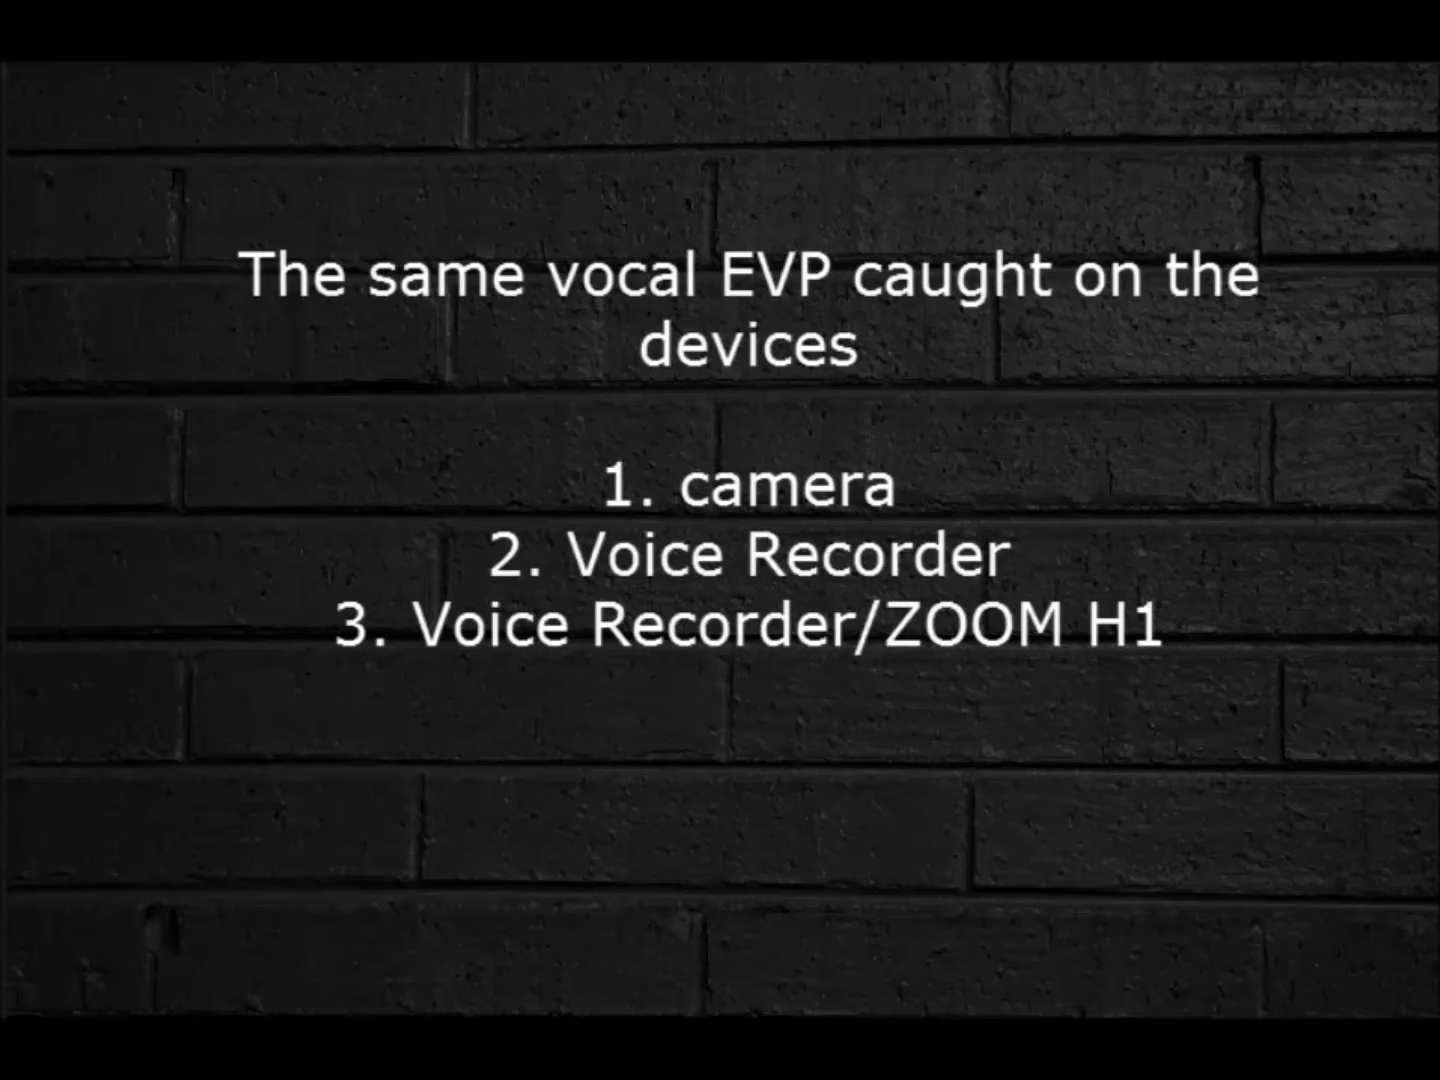 The same vocal EVP caught on the
devices
1. camera
2. Voice Recorder
3. Voice Recorder/ZOOM H1